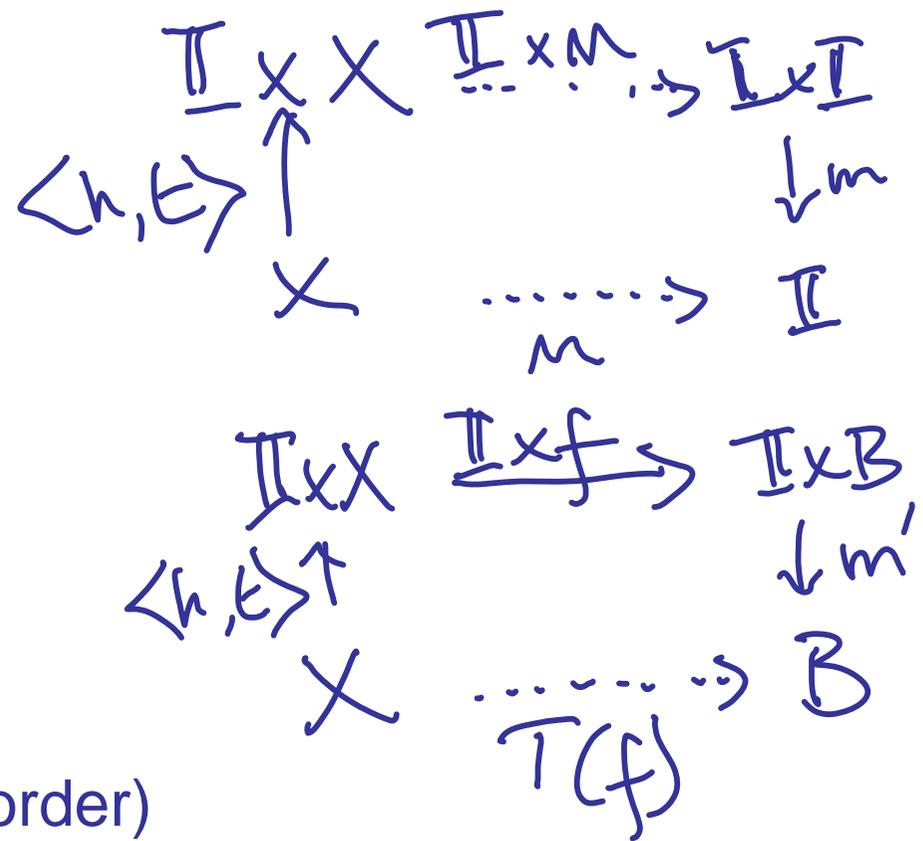 𝕀 × X 𝕀 × m 𝕀 × 𝕀
<h, t> m
X 𝕀
m
𝕀 × X 𝕀 × f 𝕀 × B
<h, t> m'
X B
T(f)
order)